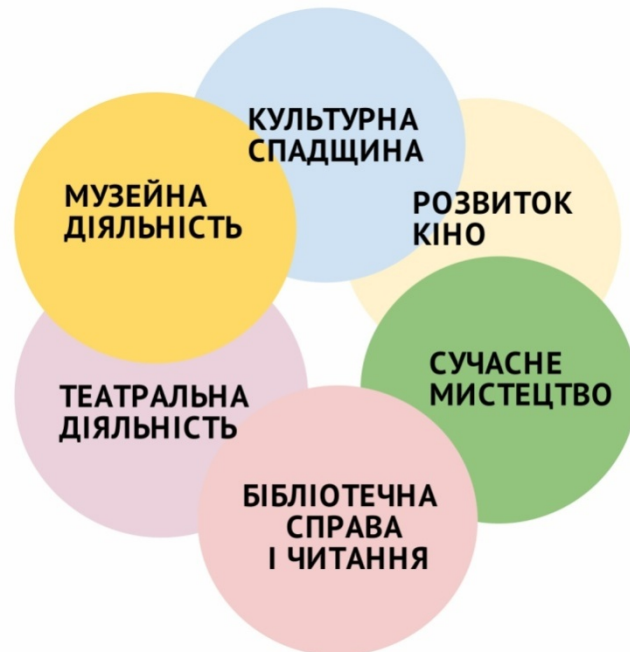 КУЛЬТУРНА
СПАДЩИНА
РОЗВИТОК
КІНО
СУЧАСНЕ
МИСТЕЦТВО
БІБЛІОТЕЧНА
СПРАВА
І ЧИТАННЯ
ТЕАТРАЛЬНА
ДІЯЛЬНІСТЬ
МУЗЕЙНА
ДІЯЛЬНІСТЬ